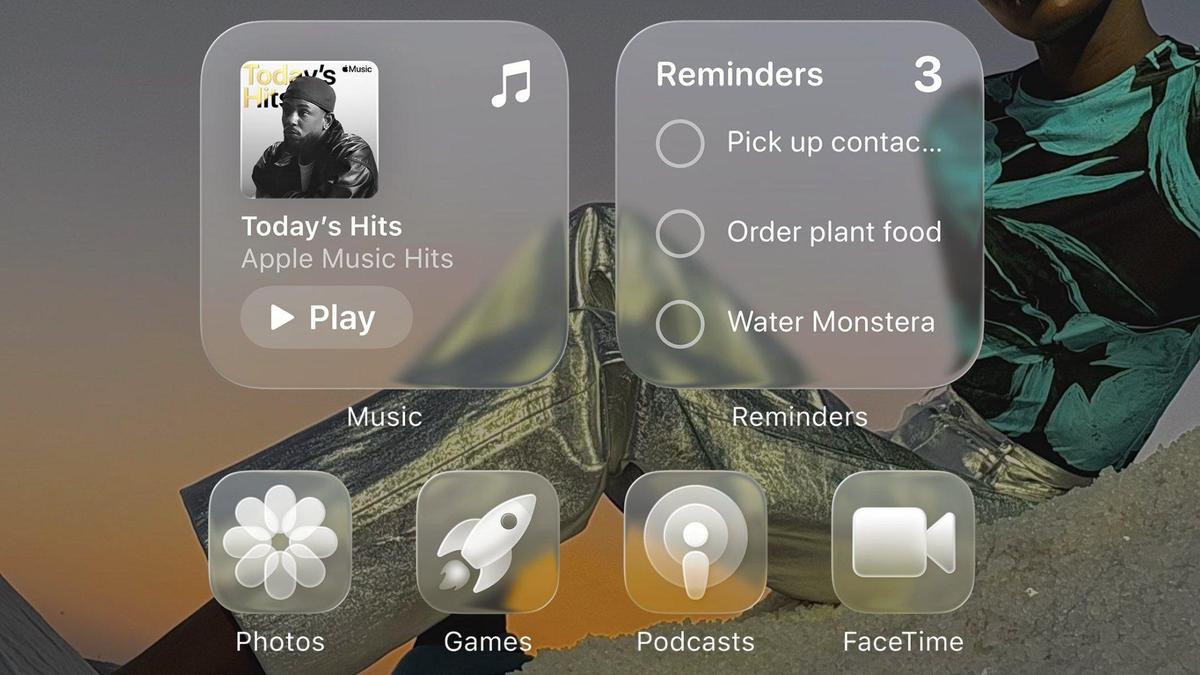 Today's
Hits
Music
Today’s Hits
Apple Music Hits
Play
Music
Reminders
3
Pick up contac...
Order plant food
Water Monstera
Reminders
Photos
Games
Podcasts
FaceTime